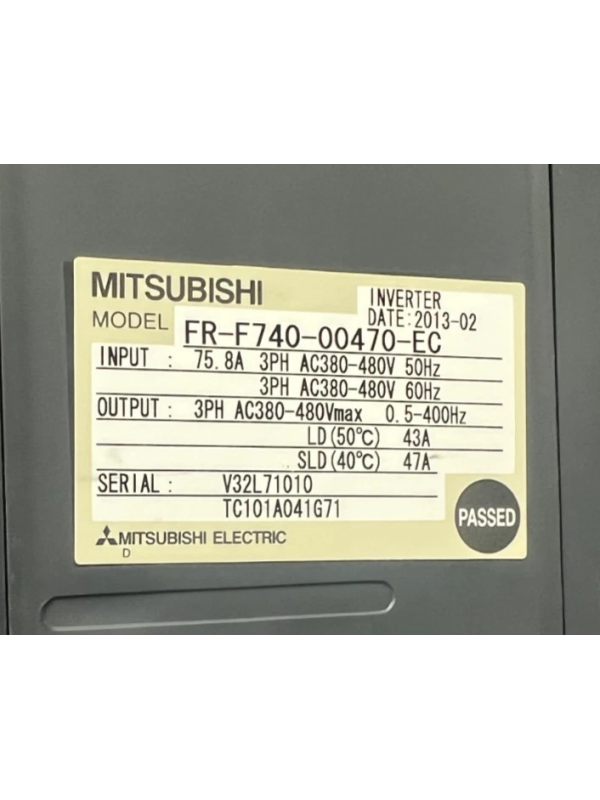 MITSUBISHI
INVERTER
DATE:2013-02
MODEL FR-F740-00470-EC
INPUT : 75.8A 3PH AC380-480V 50Hz
3PH AC380-480V 60Hz
OUTPUT : 3PH AC380-480Vmax 0.5-400Hz
LD(50℃) 43A
SLD(40℃) 47A
SERIAL : V32L71010
TC101A041G71
PASSED
MITSUBISHI ELECTRIC
D